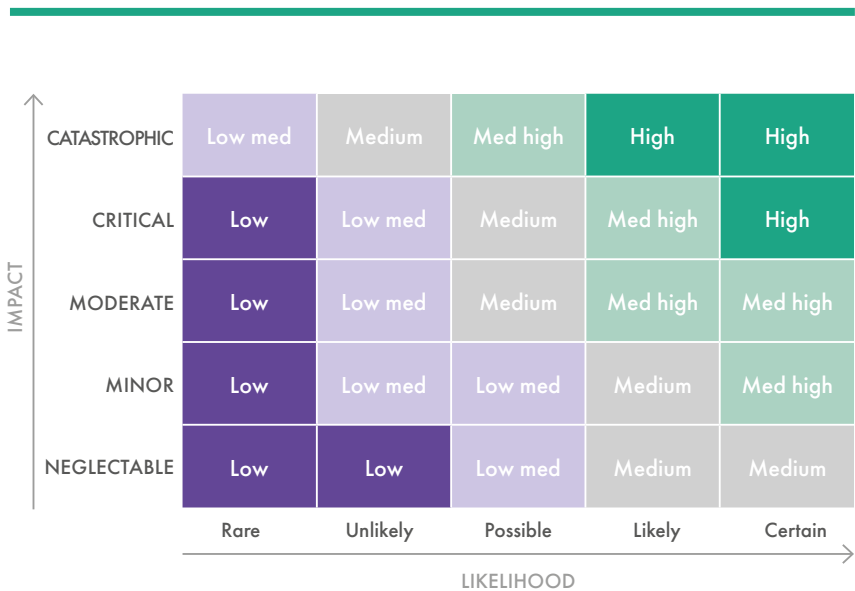 CATASTROPHIC Low med Medium Med high High High
CRITICAL Low Low med Medium Med high High
IMPACT
MODERATE Low Low med Medium Med high Med high
MINOR Low Low med Low med Medium Med high
NEGLECTABLE Low Low Low med Medium Medium
Rare Unlikely Possible Likely Certain
LIKELIHOOD